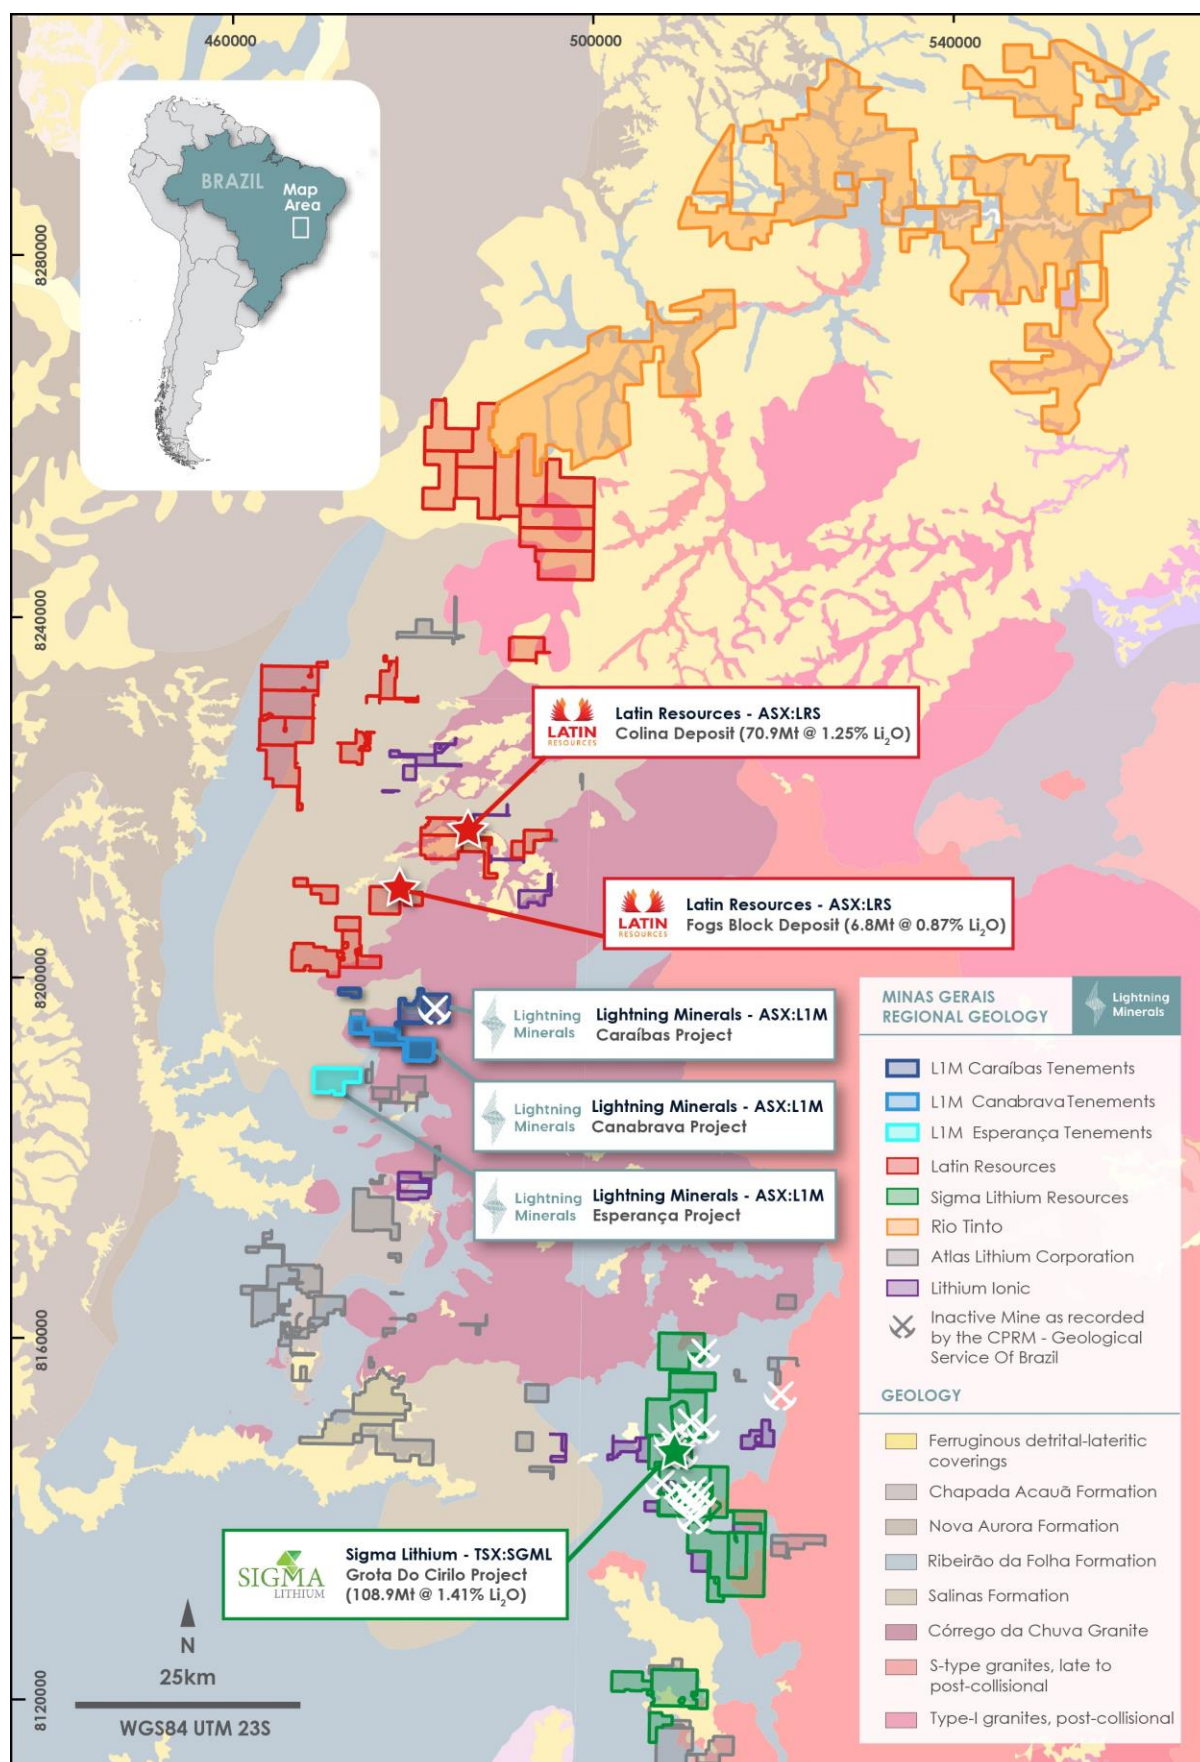 460000
500000
540000
8280000
8240000
8200000
8160000
8120000
BRAZIL
Map
Area
LATIN
RESOURCES
Latin Resources - ASX:LRS
Colina Deposit (70.9Mt @ 1.25% Li₂O)
LATIN
RESOURCES
Latin Resources - ASX:LRS
Fogs Block Deposit (6.8Mt @ 0.87% Li₂O)
Lightning
Minerals
Lightning Minerals - ASX:L1M
Caraíbas Project
Lightning
Minerals
Lightning Minerals - ASX:L1M
Canabrava Project
Lightning
Minerals
Lightning Minerals - ASX:L1M
Esperança Project
SIGMA
LITHIUM
Sigma Lithium - TSX:SGML
Grota Do Cirilo Project
(108.9Mt @ 1.41% Li₂O)
N
25km
WGS84 UTM 23S
MINAS GERAIS
REGIONAL GEOLOGY
Lightning
Minerals
L1M Caraíbas Tenements
L1M Canabrava Tenements
L1M Esperança Tenements
Latin Resources
Sigma Lithium Resources
Rio Tinto
Atlas Lithium Corporation
Lithium Ionic
Inactive Mine as recorded
by the CPRM - Geological
Service Of Brazil
GEOLOGY
Ferruginous detrital-lateritic
coverings
Chapada Acauã Formation
Nova Aurora Formation
Ribeirão da Folha Formation
Salinas Formation
Córrego da Chuva Granite
S-type granites, late to
post-collisional
Type-I granites, post-collisional